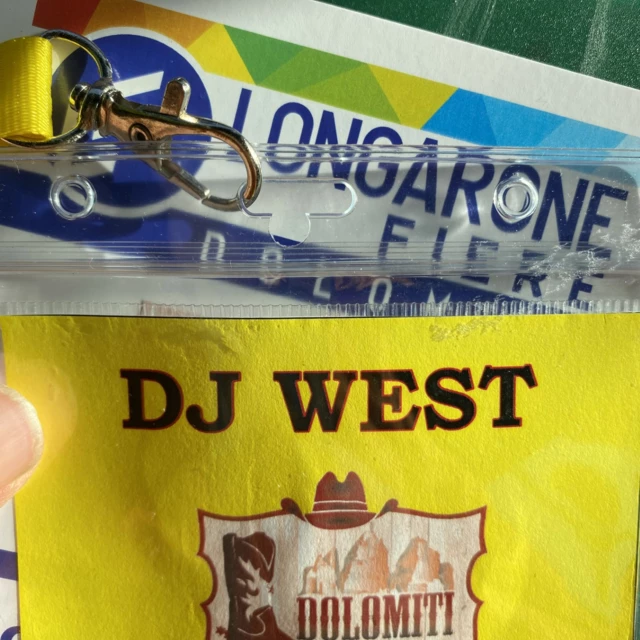 LONGARONE
FIERE
DOLOMITI
DJ WEST
DOLOMITI